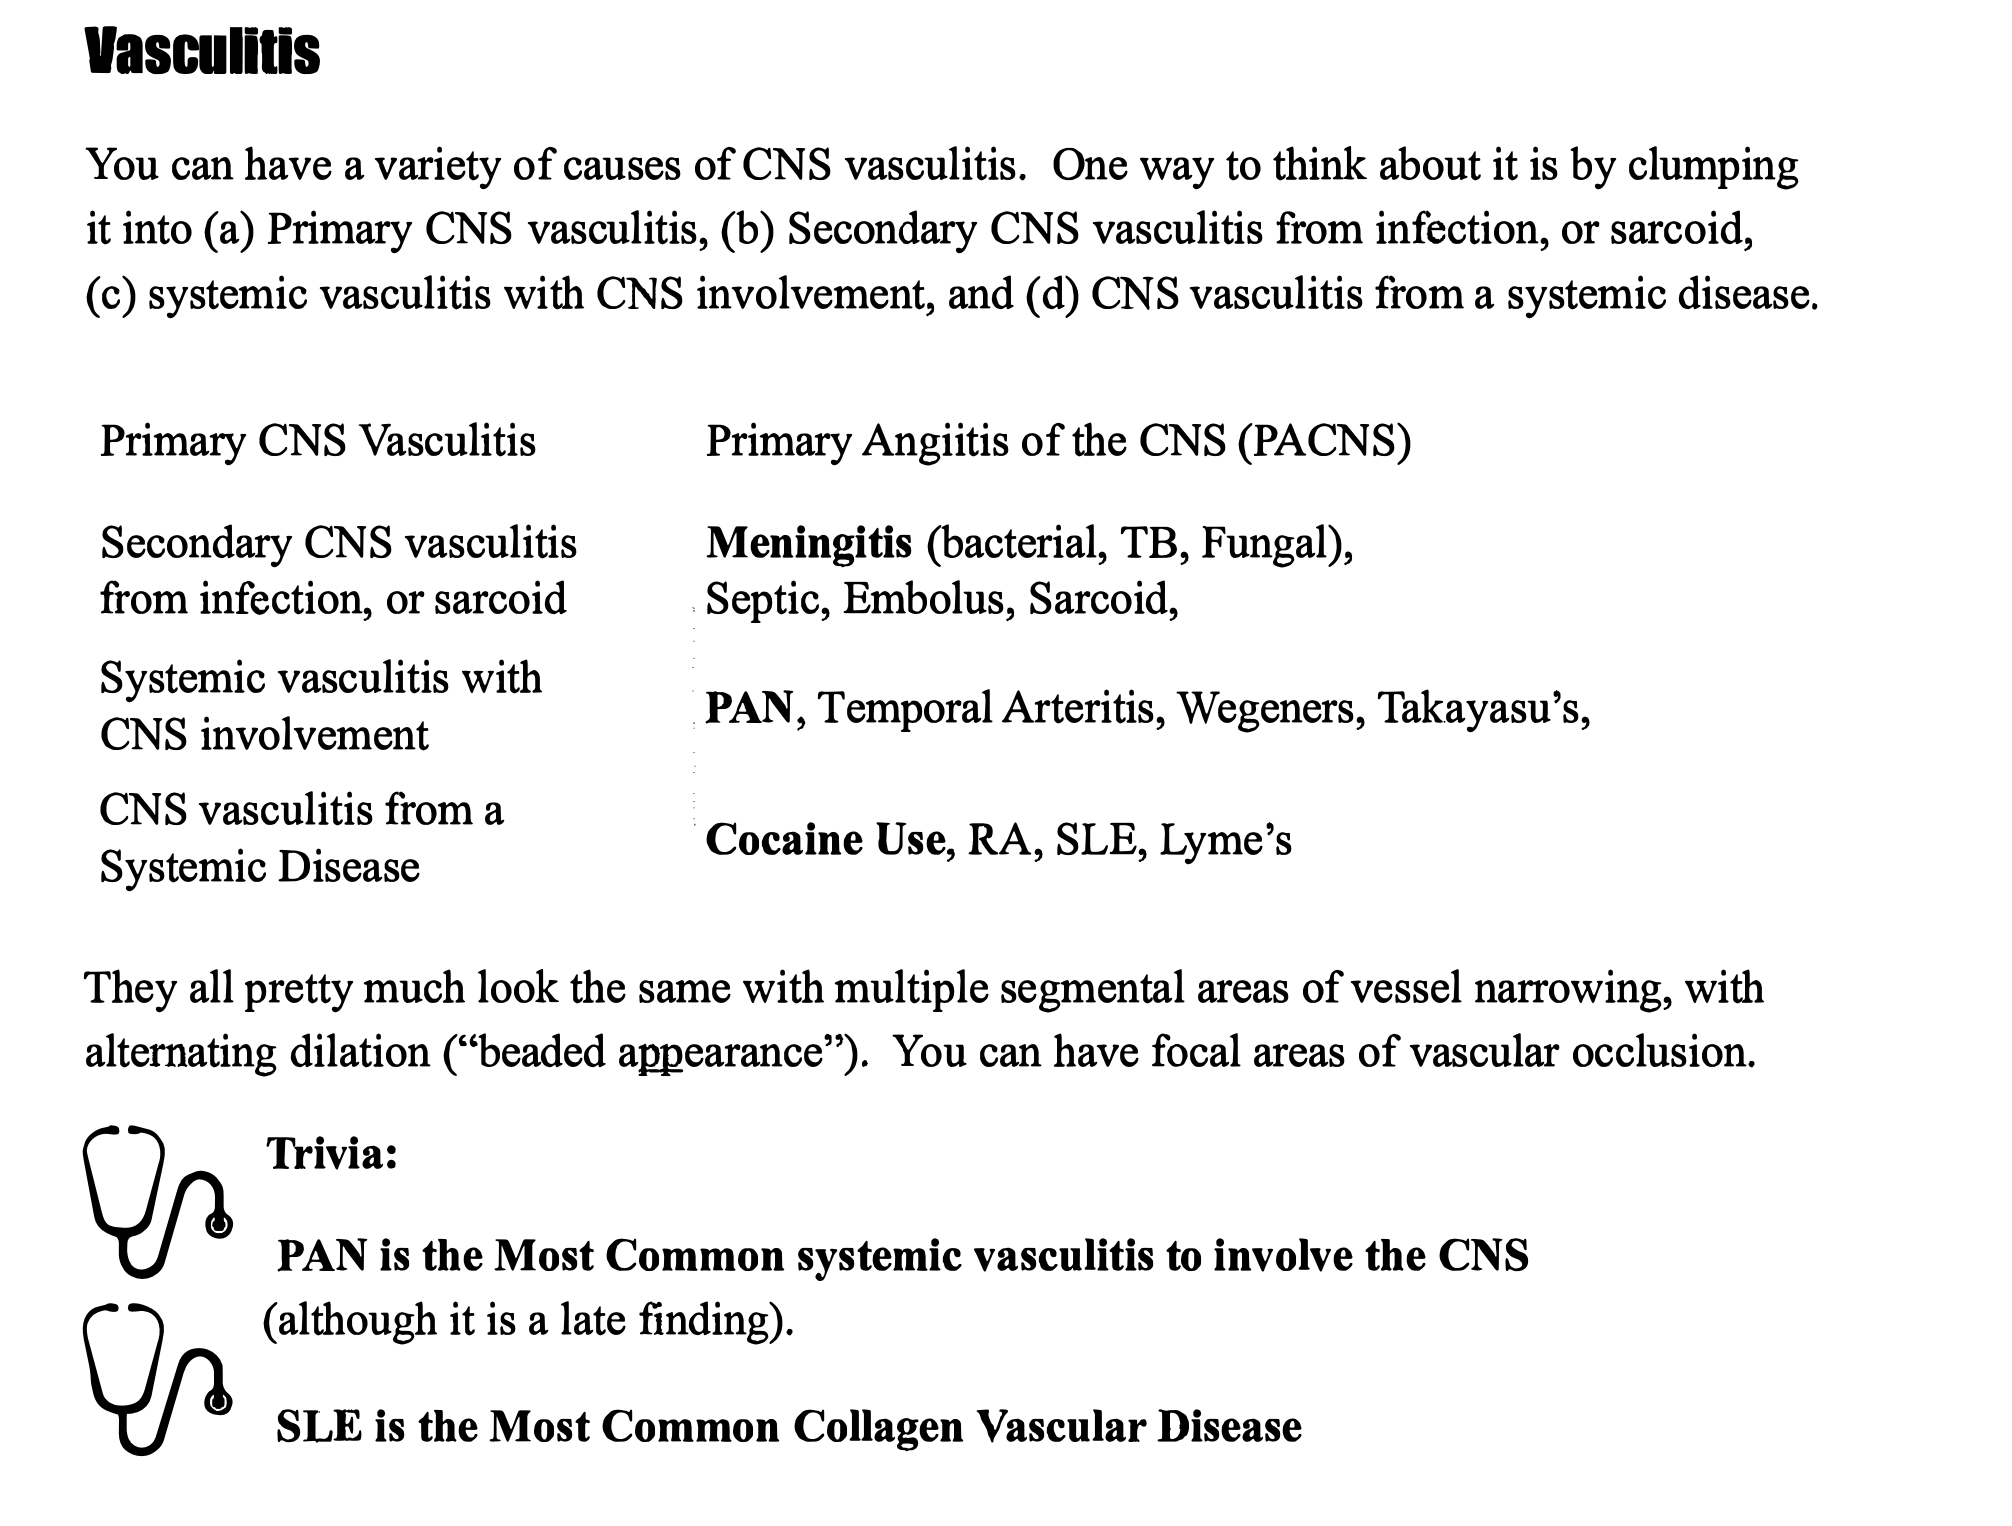 Vasculitis
You can have a variety of causes of CNS vasculitis.  One way to think about it is by clumping
it into (a) Primary CNS vasculitis, (b) Secondary CNS vasculitis from infection, or sarcoid,
(c) systemic vasculitis with CNS involvement, and (d) CNS vasculitis from a systemic disease.
Primary CNS Vasculitis    Primary Angiitis of the CNS (PACNS)
Secondary CNS vasculitis    Meningitis (bacterial, TB, Fungal),
from infection, or sarcoid    Septic, Embolus, Sarcoid,
Systemic vasculitis with
CNS involvement
PAN, Temporal Arteritis, Wegeners, Takayasu’s,
CNS vasculitis from a
Systemic Disease
Cocaine Use, RA, SLE, Lyme’s
They all pretty much look the same with multiple segmental areas of vessel narrowing, with
alternating dilation (“beaded appearance”).  You can have focal areas of vascular occlusion.
Trivia:
PAN is the Most Common systemic vasculitis to involve the CNS
(although it is a late finding).
SLE is the Most Common Collagen Vascular Disease